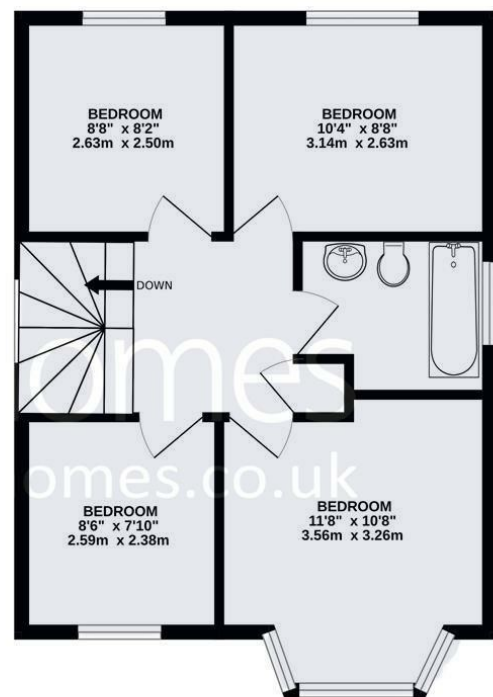 BEDROOM
8'8" x 8'2"
2.63m x 2.50m
BEDROOM
10'4" x 8'8"
3.14m x 2.63m
DOWN
omes
omes.co.uk
BEDROOM
8'6" x 7'10"
2.59m x 2.38m
BEDROOM
11'8" x 10'8"
3.56m x 3.26m